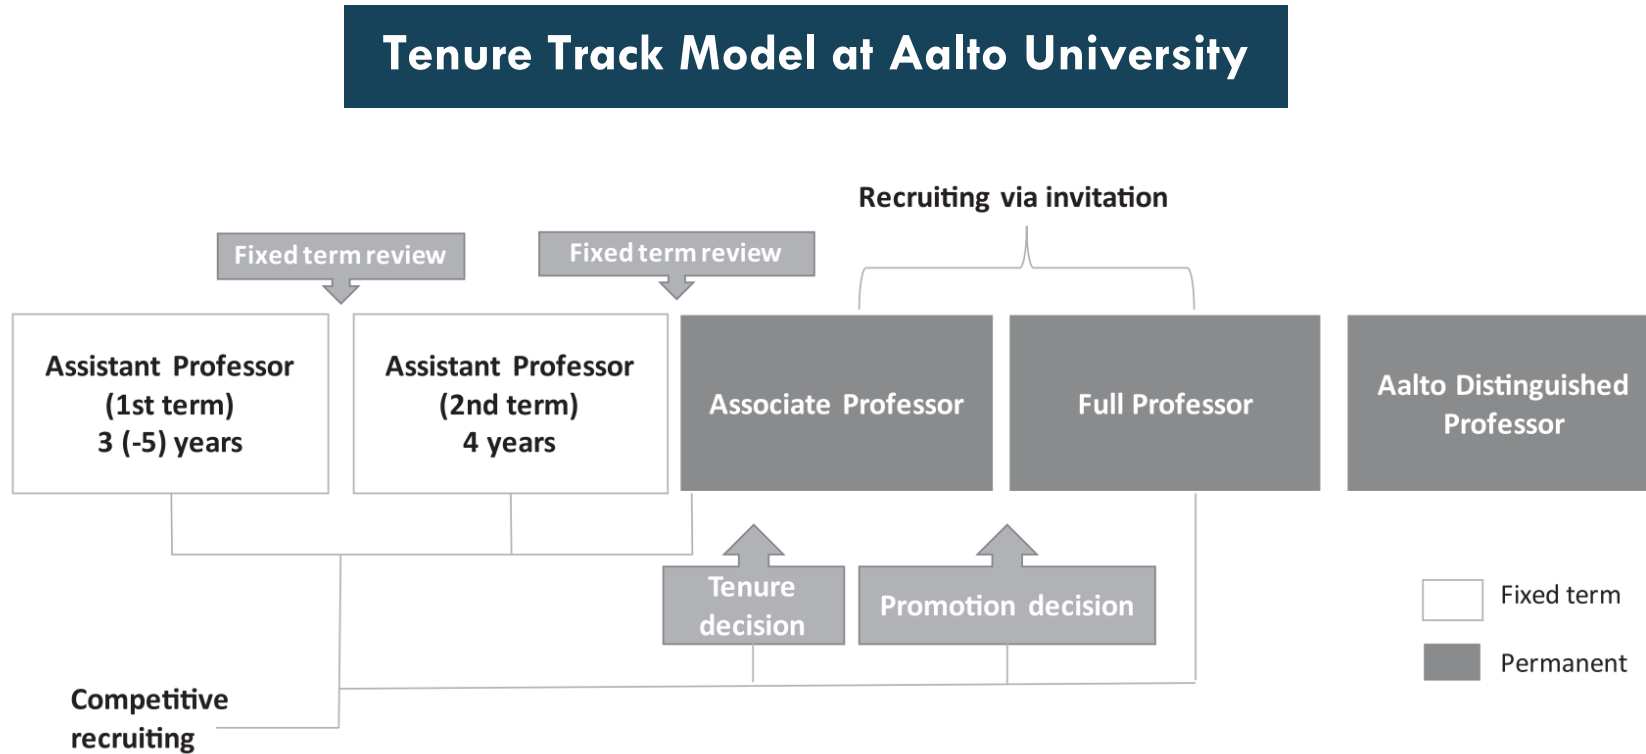 Tenure Track Model at Aalto University
Recruiting via invitation
Fixed term review
Fixed term review
Assistant Professor
(1st term)
3 (-5) years
Assistant Professor
(2nd term)
4 years
Associate Professor
Full Professor
Aalto Distinguished
Professor
Tenure
decision
Promotion decision
Fixed term
Permanent
Competitive
recruiting